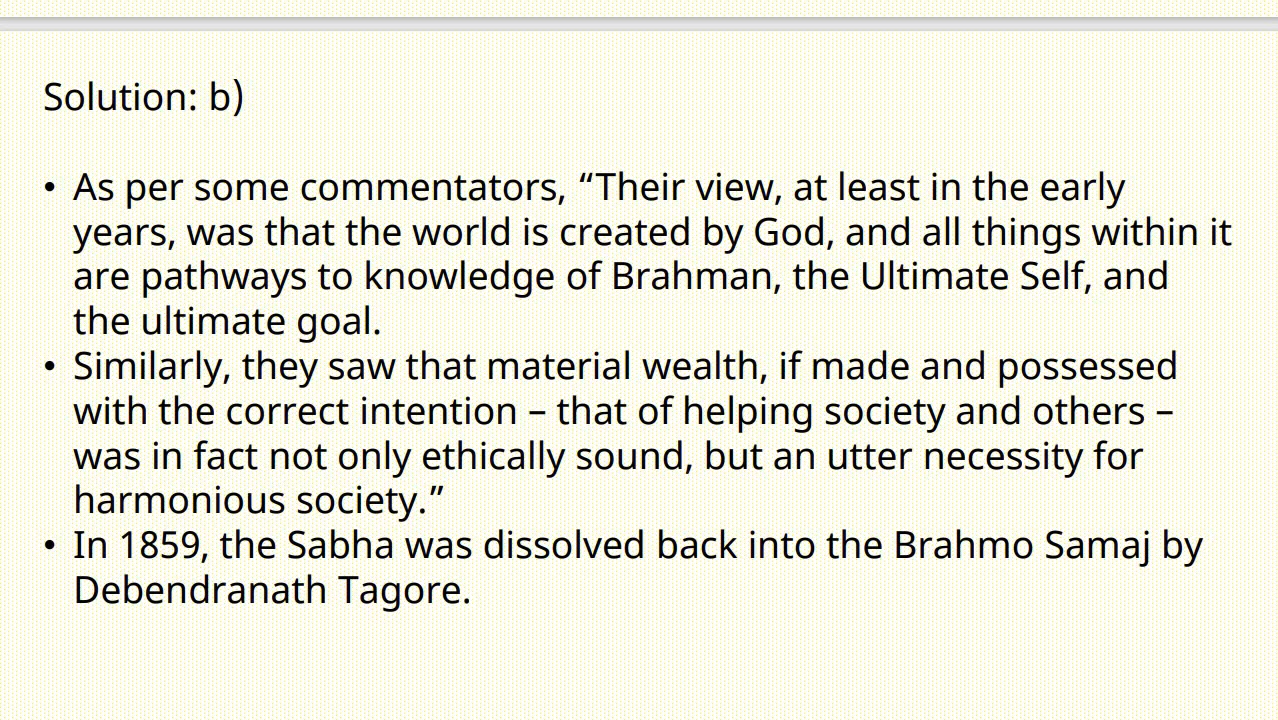 Solution: b)
• As per some commentators, “Their view, at least in the early
years, was that the world is created by God, and all things within it
are pathways to knowledge of Brahman, the Ultimate Self, and
the ultimate goal.
• Similarly, they saw that material wealth, if made and possessed
with the correct intention – that of helping society and others –
was in fact not only ethically sound, but an utter necessity for
harmonious society.”
• In 1859, the Sabha was dissolved back into the Brahmo Samaj by
Debendranath Tagore.